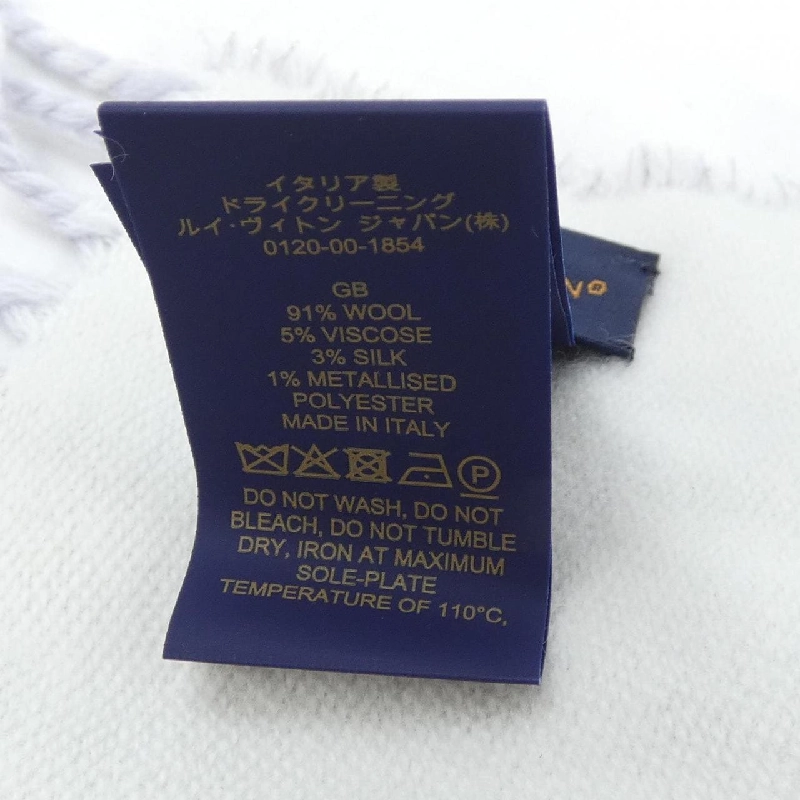 イタリア製
ドライクリーニング
ルイ·ヴィトン ジャパン(株)
0120-00-1854
GB
91% WOOL
5% VISCOSE
3% SILK
1% METALLISED
POLYESTER
MADE IN ITALY
P
DO NOT WASH, DO NOT
BLEACH, DO NOT TUMBLE
DRY, IRON AT MAXIMUM
SOLE-PLATE
TEMPERATURE OF 110°C,